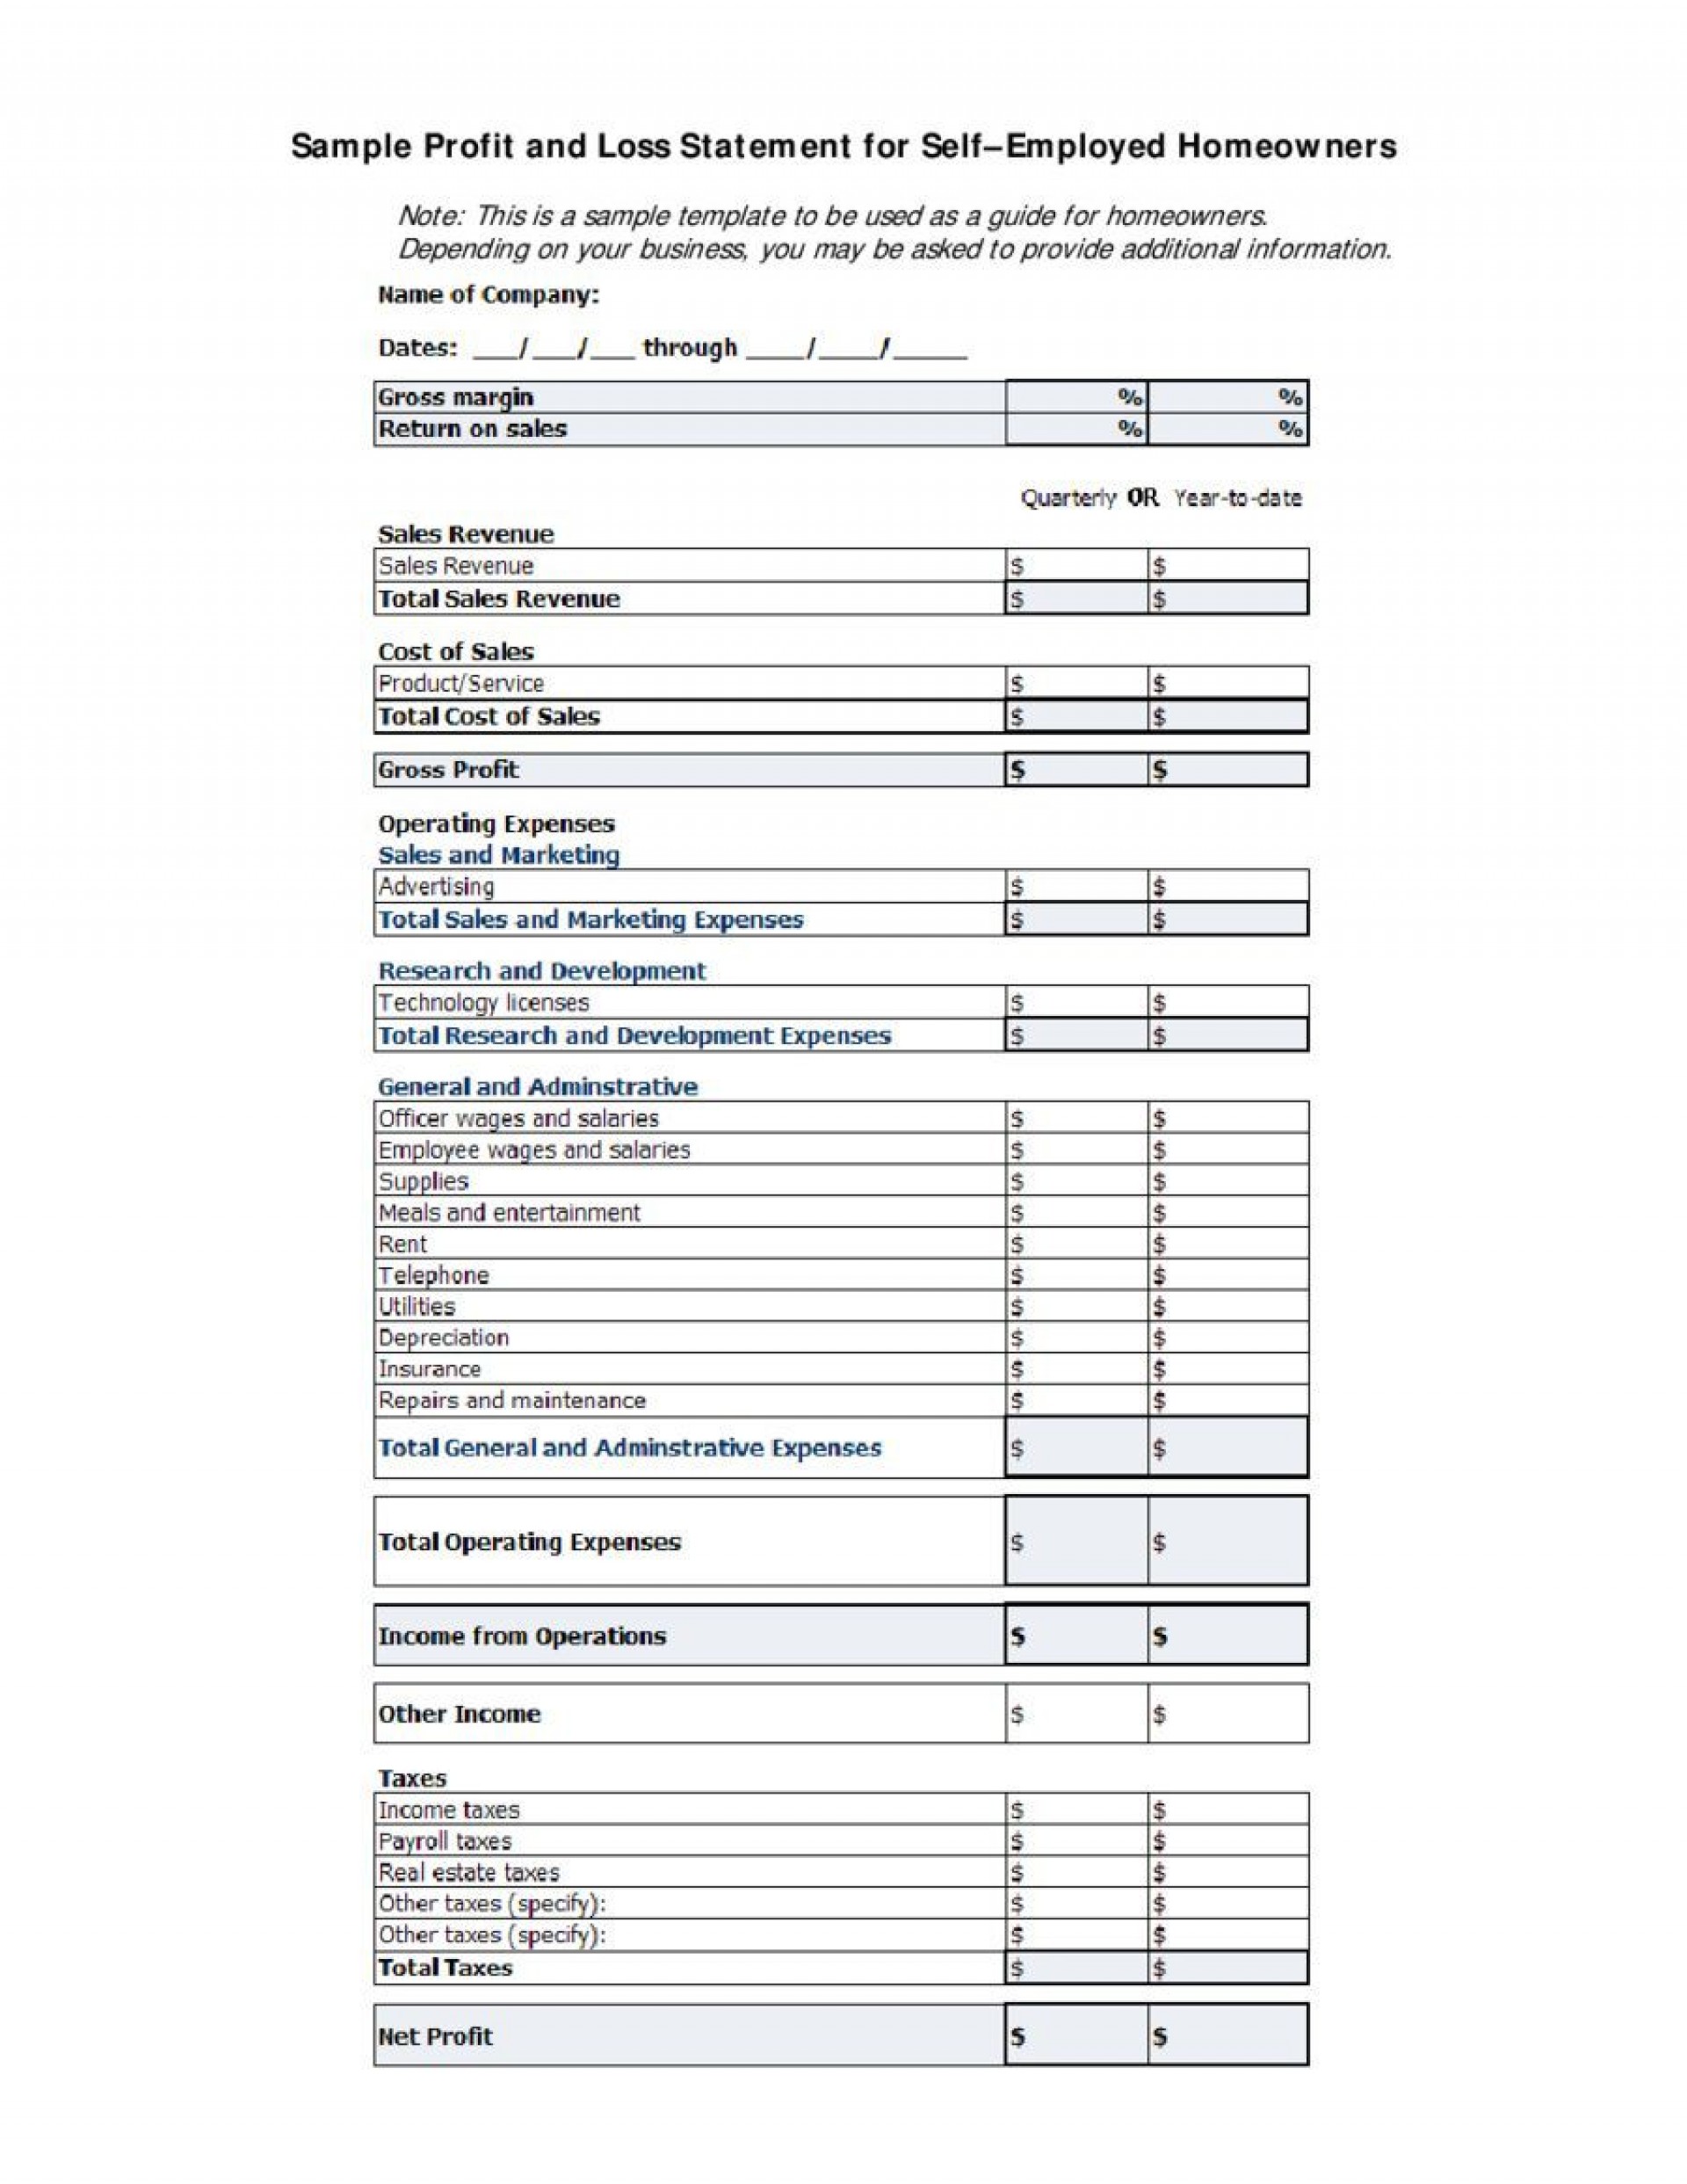 Sample Profit and Loss Statement for Self–Employed Homeowners
Note: This is a sample template to be used as a guide for homeowners.
Depending on your business, you may be asked to provide additional information.
Name of Company:
Dates: ___/___/___ through ____/____/_____
Gross margin % %
Return on sales % %
Quarterly OR Year-to-date
Sales Revenue
Sales Revenue $ $
Total Sales Revenue $ $
Cost of Sales
Product/Service $ $
Total Cost of Sales $ $
Gross Profit $ $
Operating Expenses
Sales and Marketing
Advertising $ $
Total Sales and Marketing Expenses $ $
Research and Development
Technology licenses $ $
Total Research and Development Expenses $ $
General and Adminstrative
Officer wages and salaries $ $
Employee wages and salaries $ $
Supplies $ $
Meals and entertainment $ $
Rent $ $
Telephone $ $
Utilities $ $
Depreciation $ $
Insurance $ $
Repairs and maintenance $ $
Total General and Adminstrative Expenses $ $
Total Operating Expenses $ $
Income from Operations $ $
Other Income $ $
Taxes
Income taxes $ $
Payroll taxes $ $
Real estate taxes $ $
Other taxes (specify): $ $
Other taxes (specify): $ $
Total Taxes $ $
Net Profit $ $